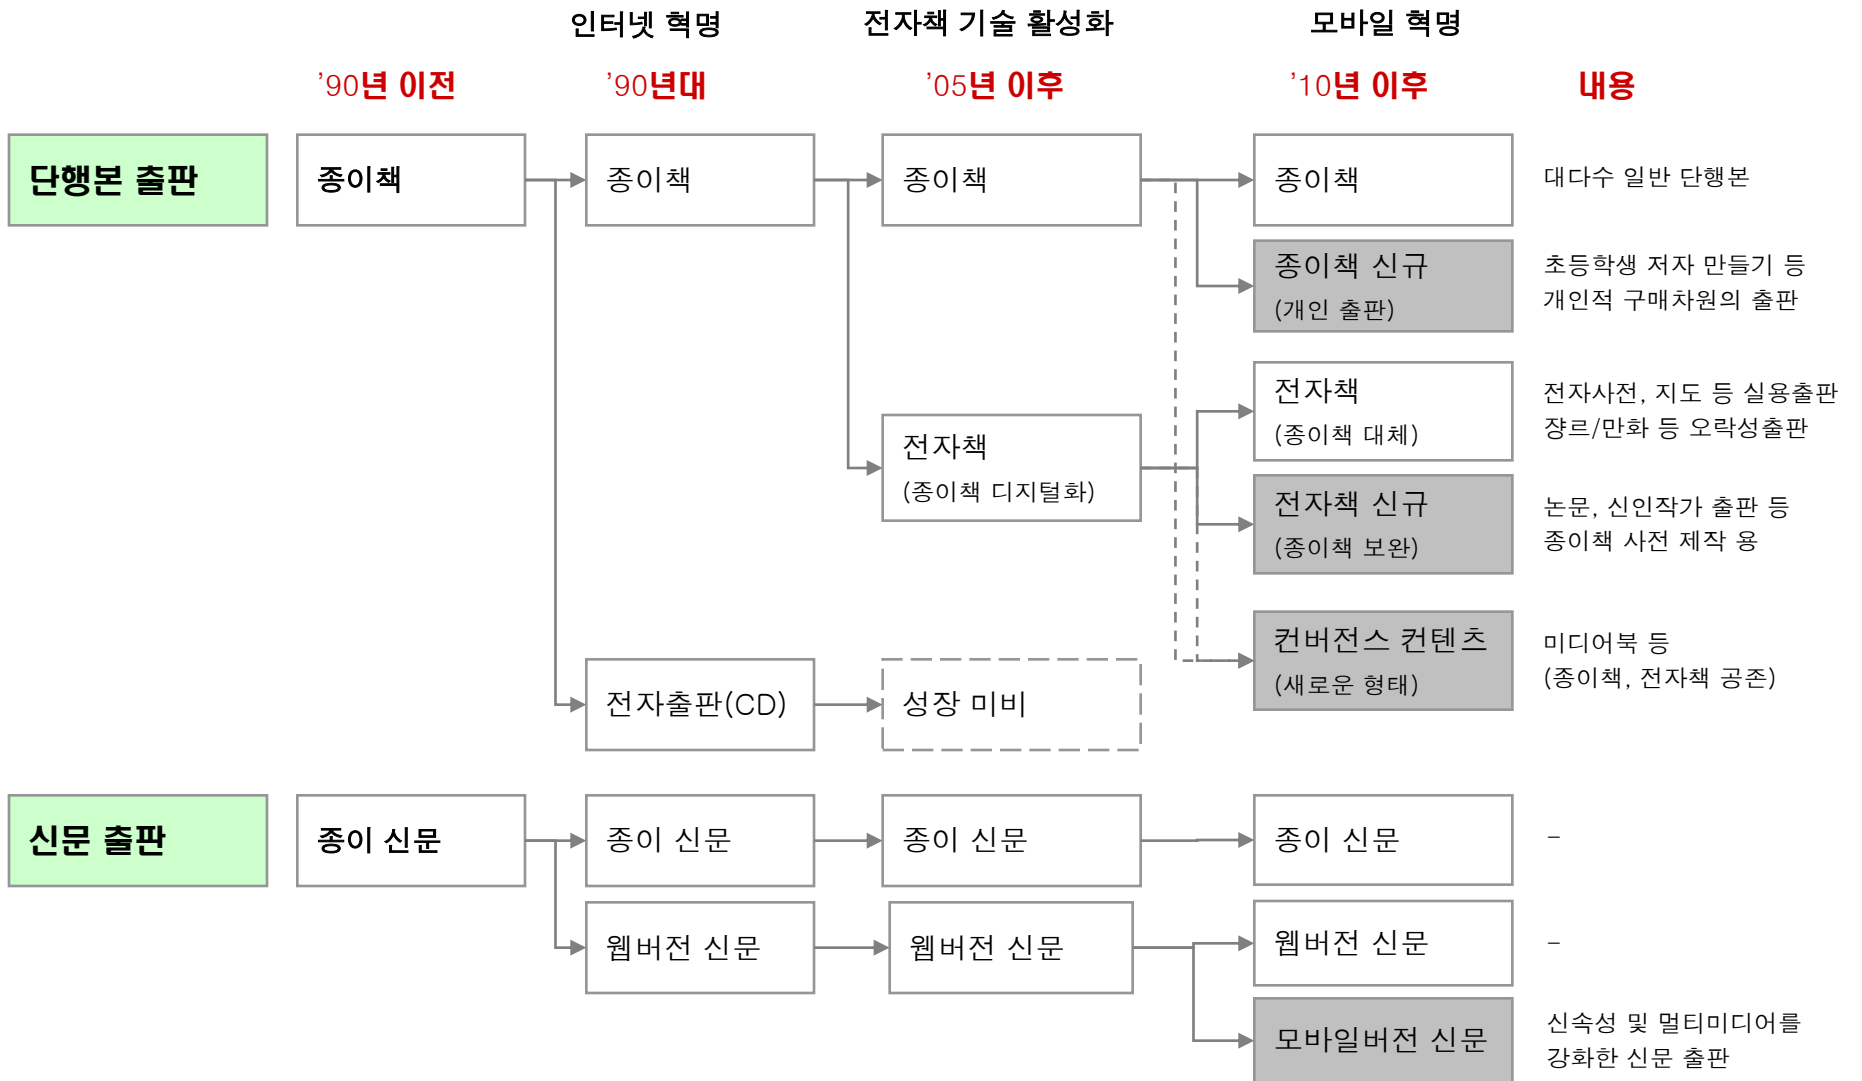 인터넷 혁명
전자책 기술 활성화
모바일 혁명
’90년 이전
’90년대
’05년 이후
’10년 이후
내용
단행본 출판
종이책
종이책
종이책
종이책
대다수 일반 단행본
종이책 신규
(개인 출판)
초등학생 저자 만들기 등
개인적 구매차원의 출판
전자책
(종이책 디지털화)
전자책
(종이책 대체)
전자사전, 지도 등 실용출판
쟝르/만화 등 오락성출판
전자책 신규
(종이책 보완)
논문, 신인작가 출판 등
종이책 사전 제작 용
전자출판(CD)
성장 미비
컨버전스 컨텐츠
(새로운 형태)
미디어북 등
(종이책, 전자책 공존)
신문 출판
종이 신문
종이 신문
종이 신문
종이 신문
-
웹버전 신문
웹버전 신문
웹버전 신문
-
모바일버전 신문
신속성 및 멀티미디어를
강화한 신문 출판